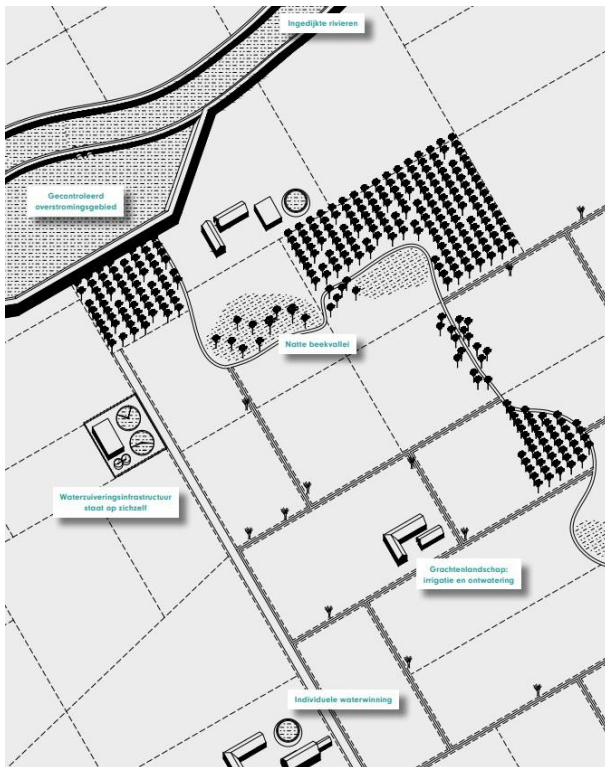 Ingedijkte rivieren
Gecontroleerd
overstromingsgebied
Natte beekvallei
Waterzuiveringsinfrastructuur
staat op zichzelf
Grachtenlandschap:
irrigatie en ontwatering
Individuele waterwinning